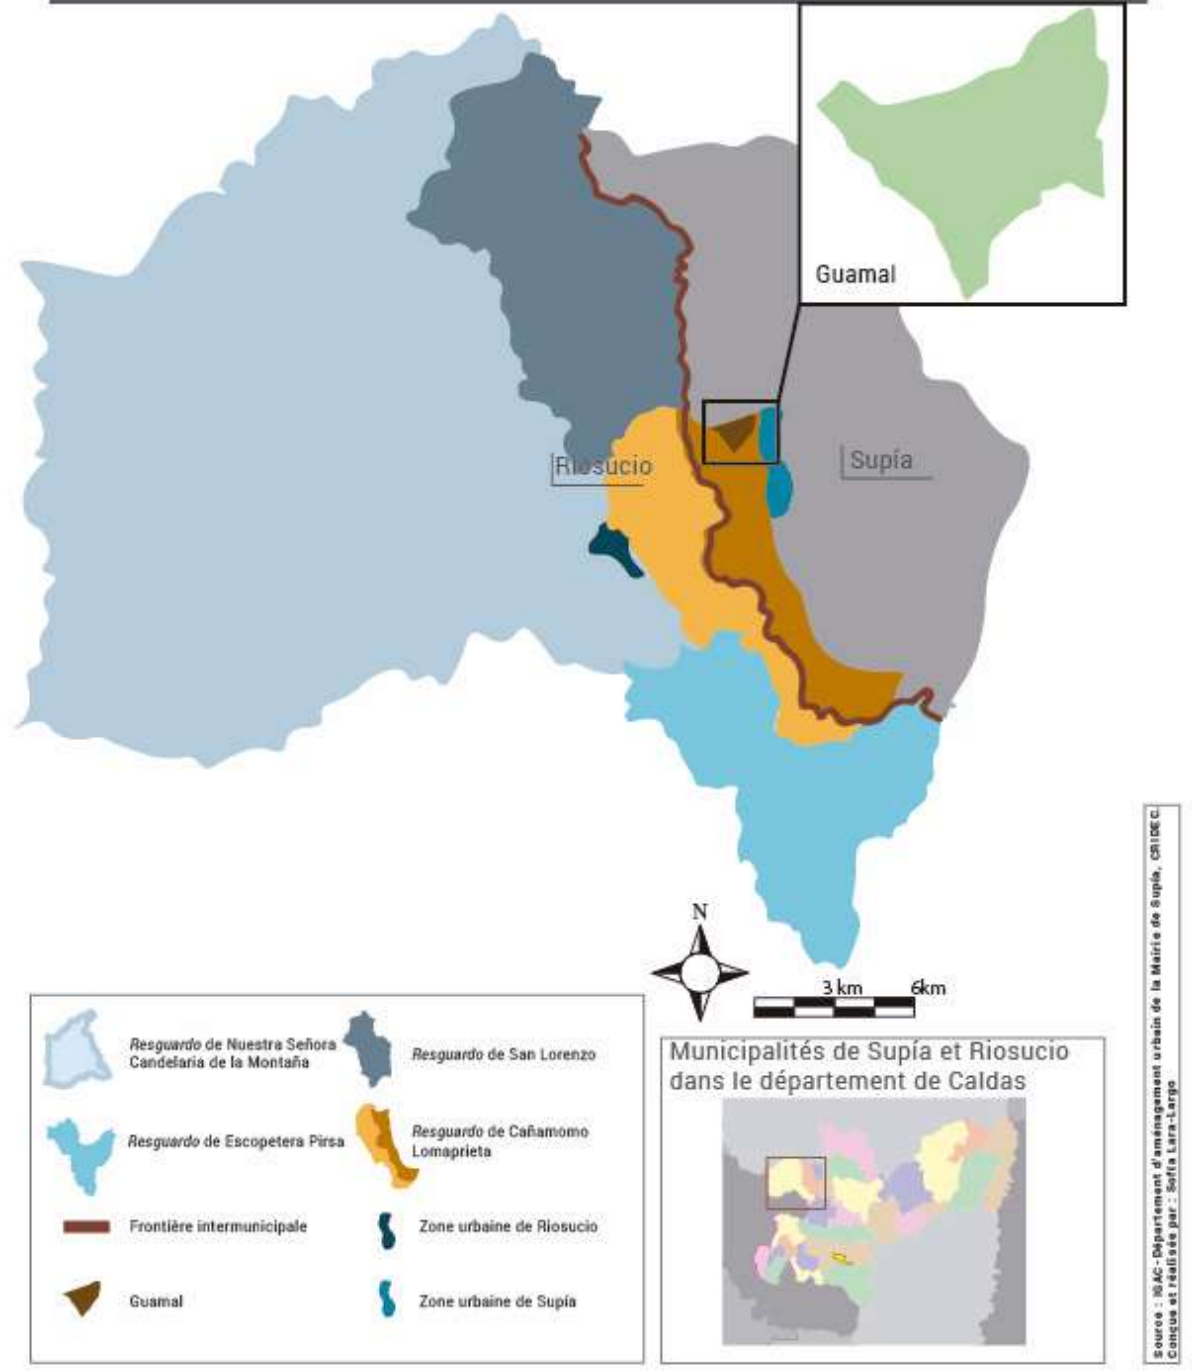 Guamal
Riosucio
Supía
N
3 km 6km
Resguardo de Nuestra Señora
Candelaria de la Montaña
Resguardo de San Lorenzo
Resguardo de Escopetera Pirsa
Resguardo de Cañamomo
Lomaprieta
Frontière intermunicipale
Zone urbaine de Riosucio
Guamal
Zone urbaine de Supía
Municipalités de Supía et Riosucio
dans le département de Caldas
Source : IGAC-Département d'aménagement urbain de la Mairie de Supía, CRIDEC.
Conçue et réalisée par : Sofía Lara-Largo